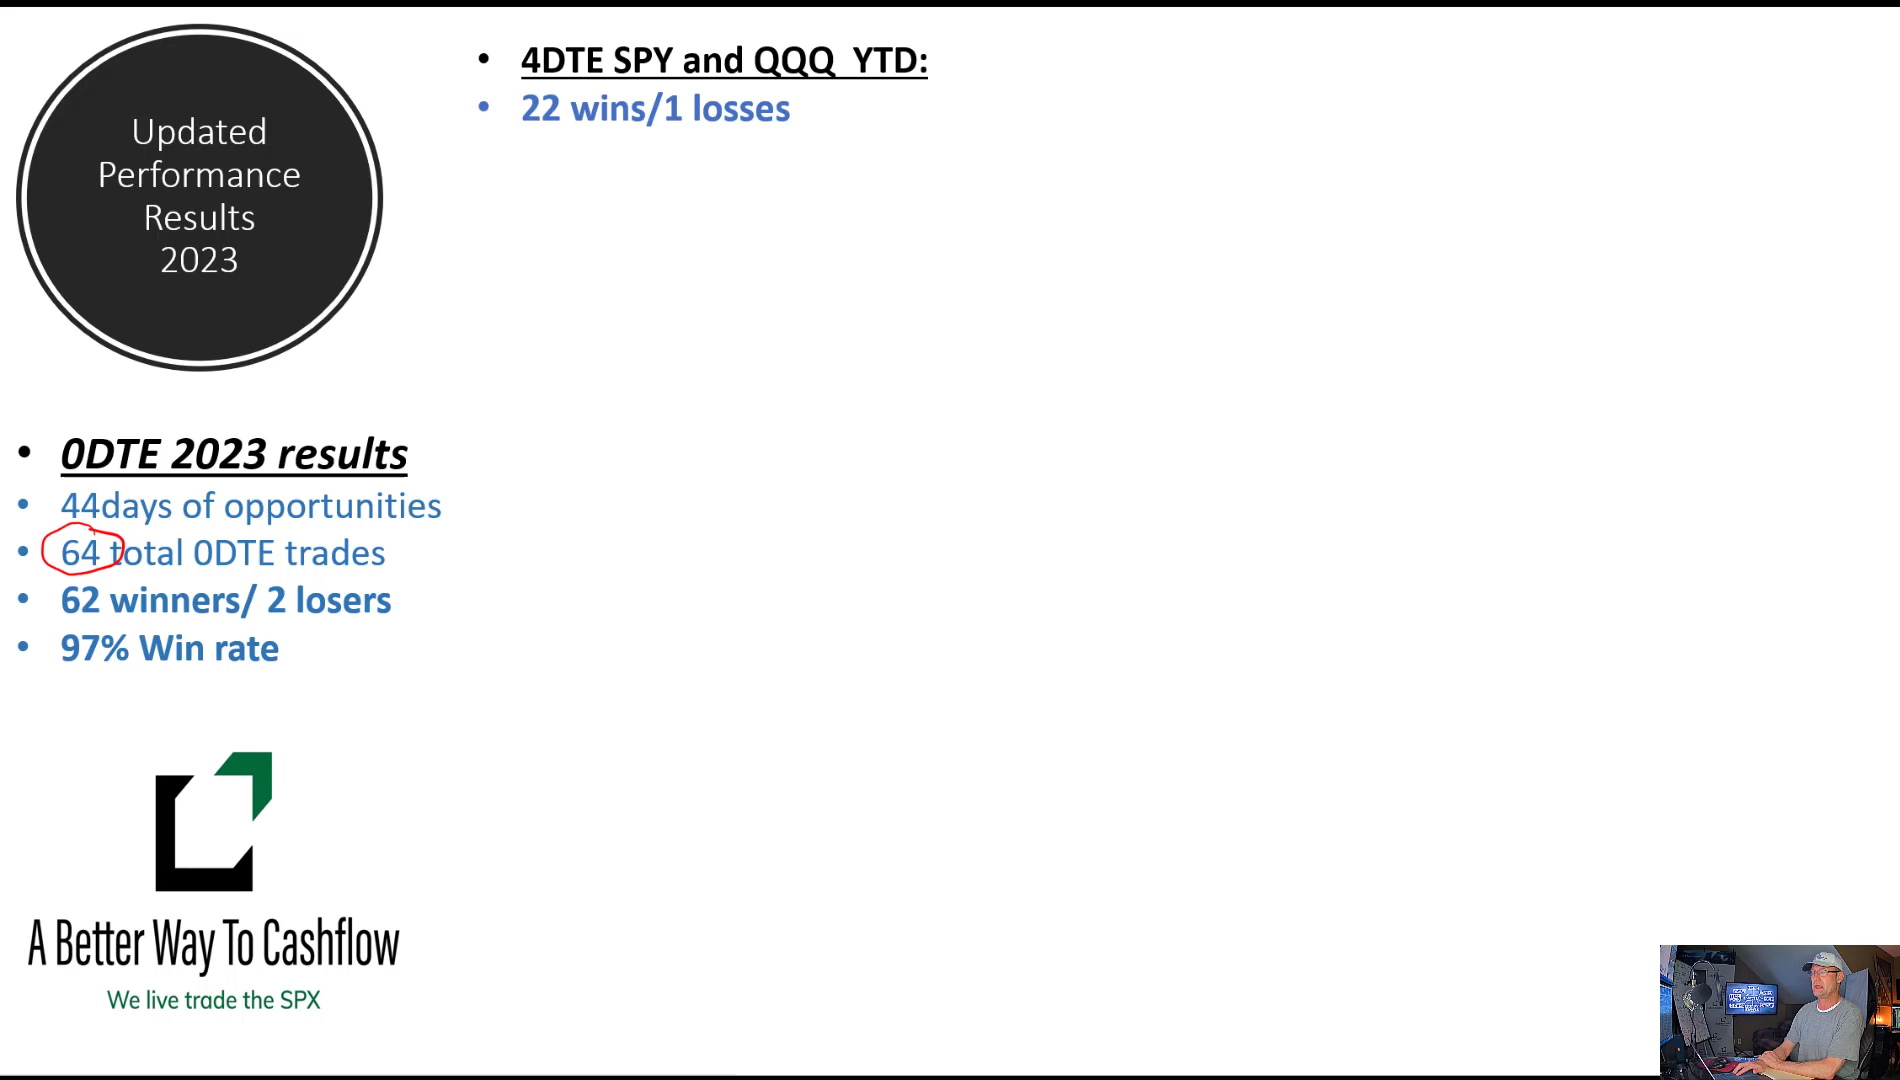 Updated
Performance
Results
2023
• 4DTE SPY and QQQ YTD:
• 22 wins/1 losses
• 0DTE 2023 results
• 44days of opportunities
• 64 total 0DTE trades
• 62 winners/ 2 losers
• 97% Win rate
A Better Way To Cashflow
We live trade the SPX